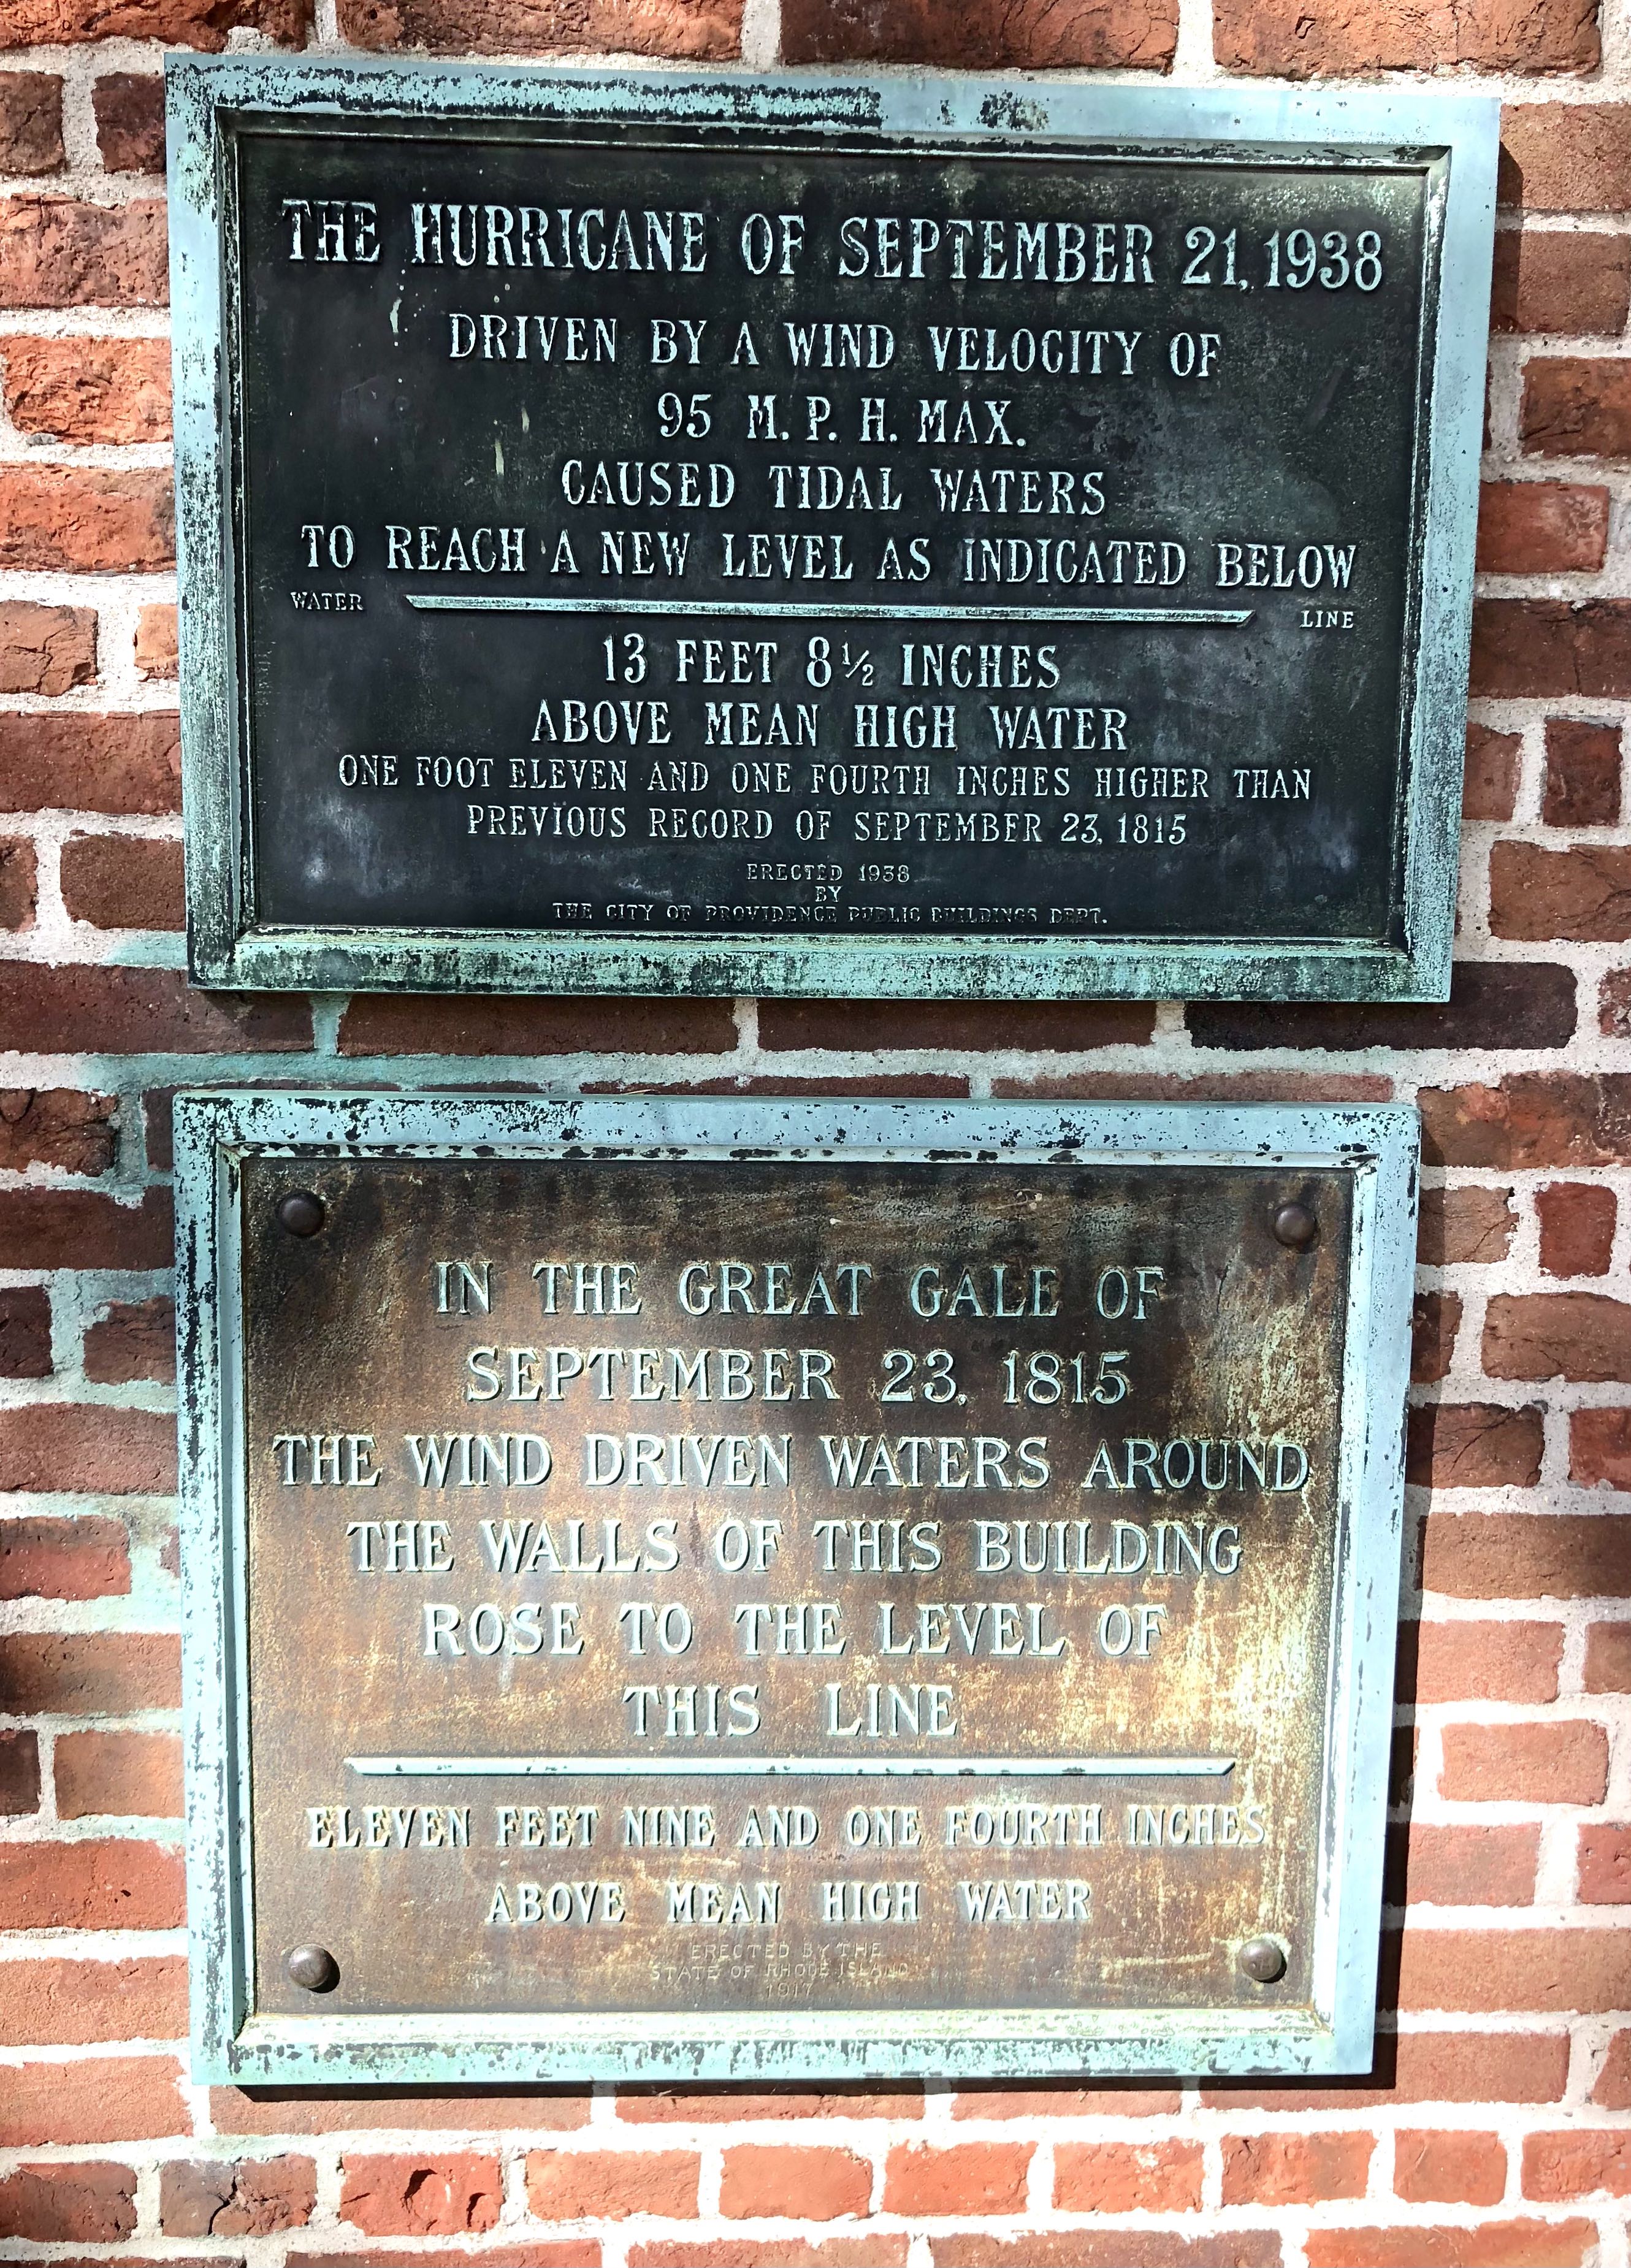 THE HURRICANE OF SEPTEMBER 21, 1938
DRIVEN BY A WIND VELOCITY OF
95 M. P. H. MAX.
CAUSED TIDAL WATERS
TO REACH A NEW LEVEL AS INDICATED BELOW
WATER LINE
13 FEET 8 1/2 INCHES
ABOVE MEAN HIGH WATER
ONE FOOT ELEVEN AND ONE FOURTH INCHES HIGHER THAN
PREVIOUS RECORD OF SEPTEMBER 23, 1815
ERECTED 1938
BY
THE CITY OF PROVIDENCE PUBLIC BUILDINGS DEPT.
IN THE GREAT GALE OF
SEPTEMBER 23, 1815
THE WIND DRIVEN WATERS AROUND
THE WALLS OF THIS BUILDING
ROSE TO THE LEVEL OF
THIS LINE
ELEVEN FEET NINE AND ONE FOURTH INCHES
ABOVE MEAN HIGH WATER
ERECTED BY THE
STATE OF RHODE ISLAND
1917